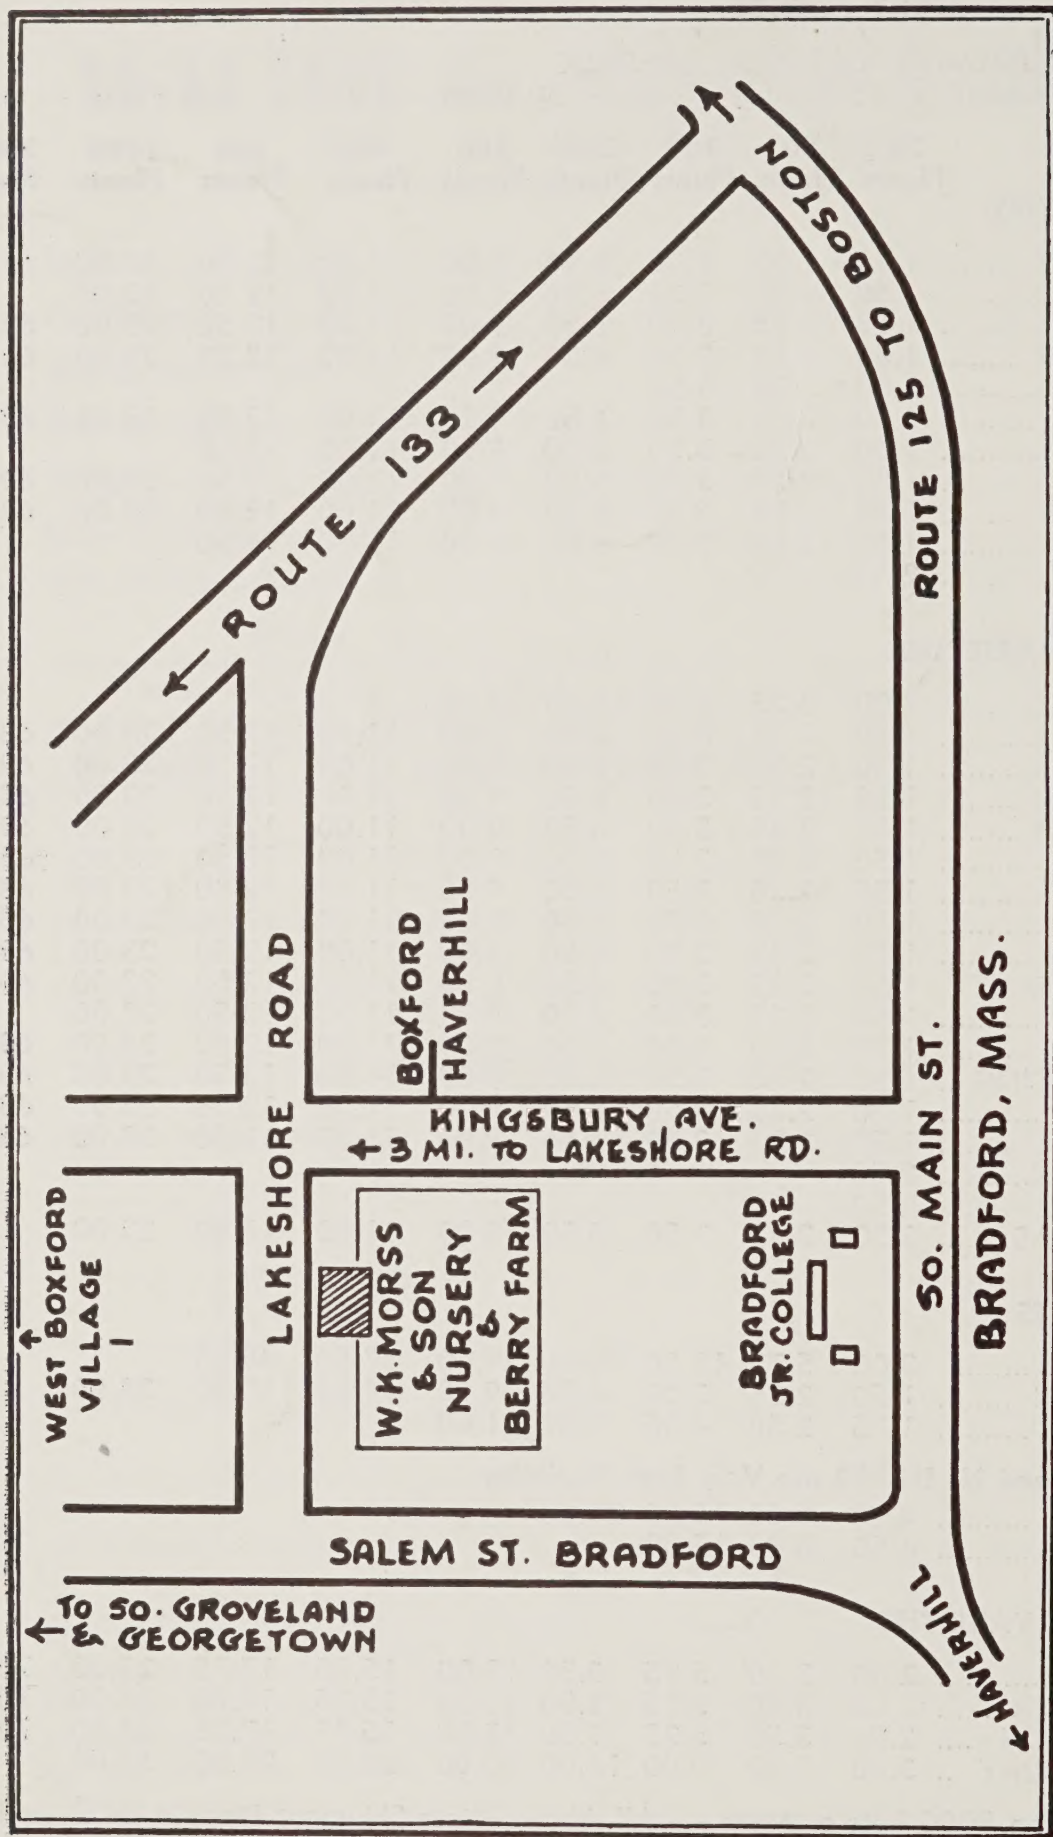 ROUTE 125 TO BOSTON
← ROUTE 133 →
LAKESHORE ROAD
BOXFORD
HAVERHILL
KINGSBURY AVE.
← 3 MI. TO LAKESHORE RD.
SO. MAIN ST.
BRADFORD, MASS.
WEST BOXFORD
VILLAGE
W.K. MORSS
& SON
NURSERY
&
BERRY FARM
BRADFORD
JR. COLLEGE
SALEM ST. BRADFORD
TO SO. GROVELAND
& GEORGETOWN
← HAVERHILL